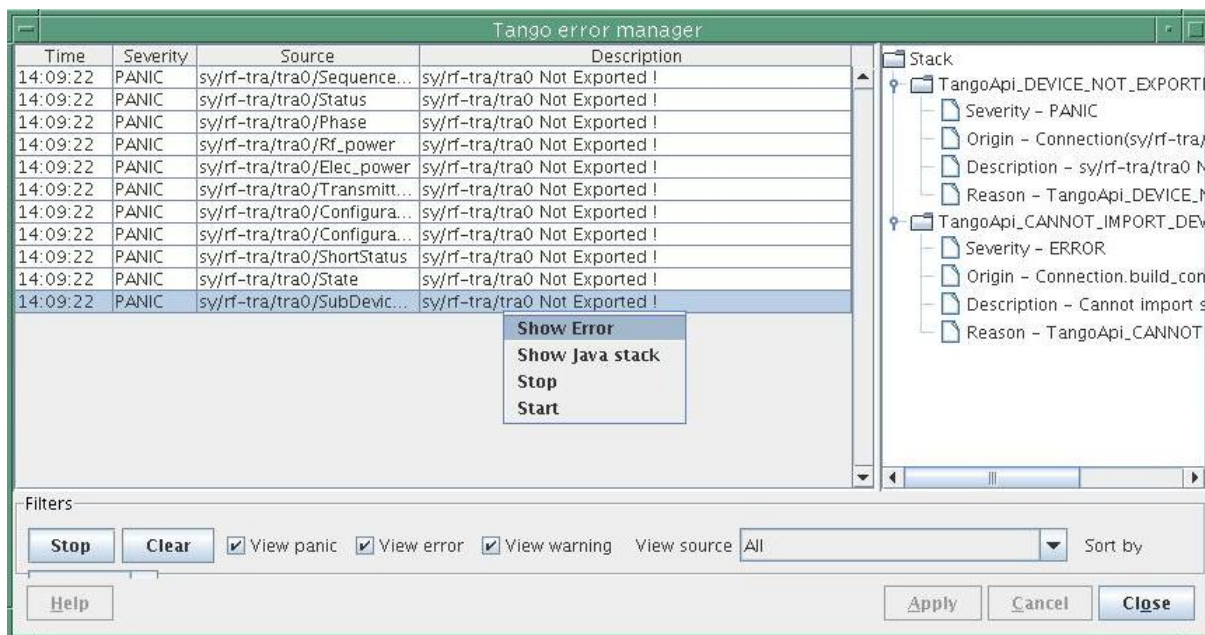 Tango error manager
Time Severity Source Description
14:09:22 PANIC sy/rf-tra/tra0/Sequence... sy/rf-tra/tra0 Not Exported !
14:09:22 PANIC sy/rf-tra/tra0/Status sy/rf-tra/tra0 Not Exported !
14:09:22 PANIC sy/rf-tra/tra0/Phase sy/rf-tra/tra0 Not Exported !
14:09:22 PANIC sy/rf-tra/tra0/Rf_power sy/rf-tra/tra0 Not Exported !
14:09:22 PANIC sy/rf-tra/tra0/Elec_power sy/rf-tra/tra0 Not Exported !
14:09:22 PANIC sy/rf-tra/tra0/Transmitt... sy/rf-tra/tra0 Not Exported !
14:09:22 PANIC sy/rf-tra/tra0/Configura... sy/rf-tra/tra0 Not Exported !
14:09:22 PANIC sy/rf-tra/tra0/Configura... sy/rf-tra/tra0 Not Exported !
14:09:22 PANIC sy/rf-tra/tra0/ShortStatus sy/rf-tra/tra0 Not Exported !
14:09:22 PANIC sy/rf-tra/tra0/State sy/rf-tra/tra0 Not Exported !
14:09:22 PANIC sy/rf-tra/tra0/SubDevic... sy/rf-tra/tra0 Not Exported !
Show Error
Show Java stack
Stop
Start
Stack
TangoApi_DEVICE_NOT_EXPORT
Severity - PANIC
Origin - Connection(sy/rf-tra/
Description - sy/rf-tra/tra0 N
Reason - TangoApi_DEVICE_N
TangoApi_CANNOT_IMPORT_DEV
Severity - ERROR
Origin - Connection.build_con
Description - Cannot import s
Reason - TangoApi_CANNOT
Filters
Stop Clear View panic View error View warning View source All Sort by
Help Apply Cancel Close